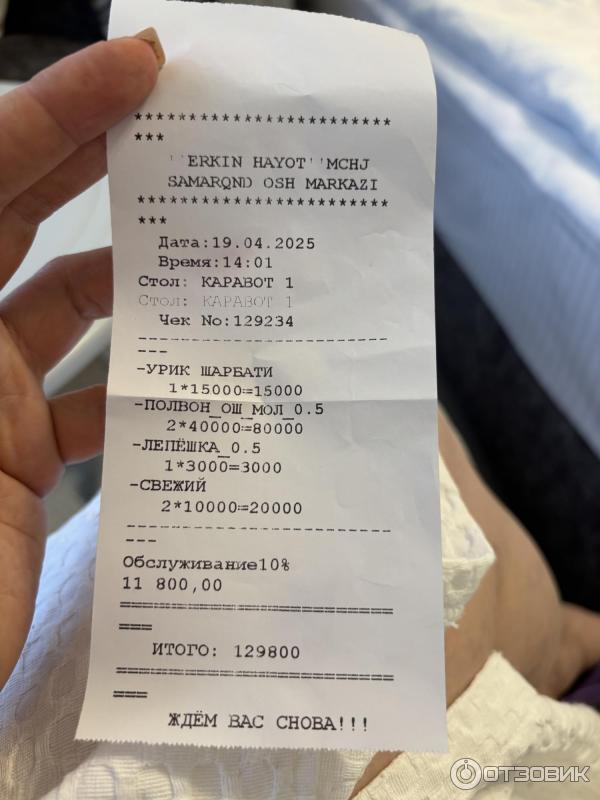 ************************
***
''ERKIN HAYOT''MCHJ
SAMARQND OSH MARKAZI
************************
***
Дата:19.04.2025
Время:14:01
Стол: КАРАВОТ 1
Стол: КАРАВОТ 1
Чек No:129234
------------------------
---
-УРИК ШАРБАТИ
1*15000=15000
-ПОЛВОН_ОШ_МОЛ_0.5
2*40000=80000
-ЛЕПЁШКА_0.5
1*3000=3000
-СВЕЖИЙ
2*10000=20000
------------------------
---
Обслуживание10%
11 800,00
========================
===
ИТОГО: 129800
========================
===
ЖДЁМ ВАС СНОВА!!!
ОТЗОВИК